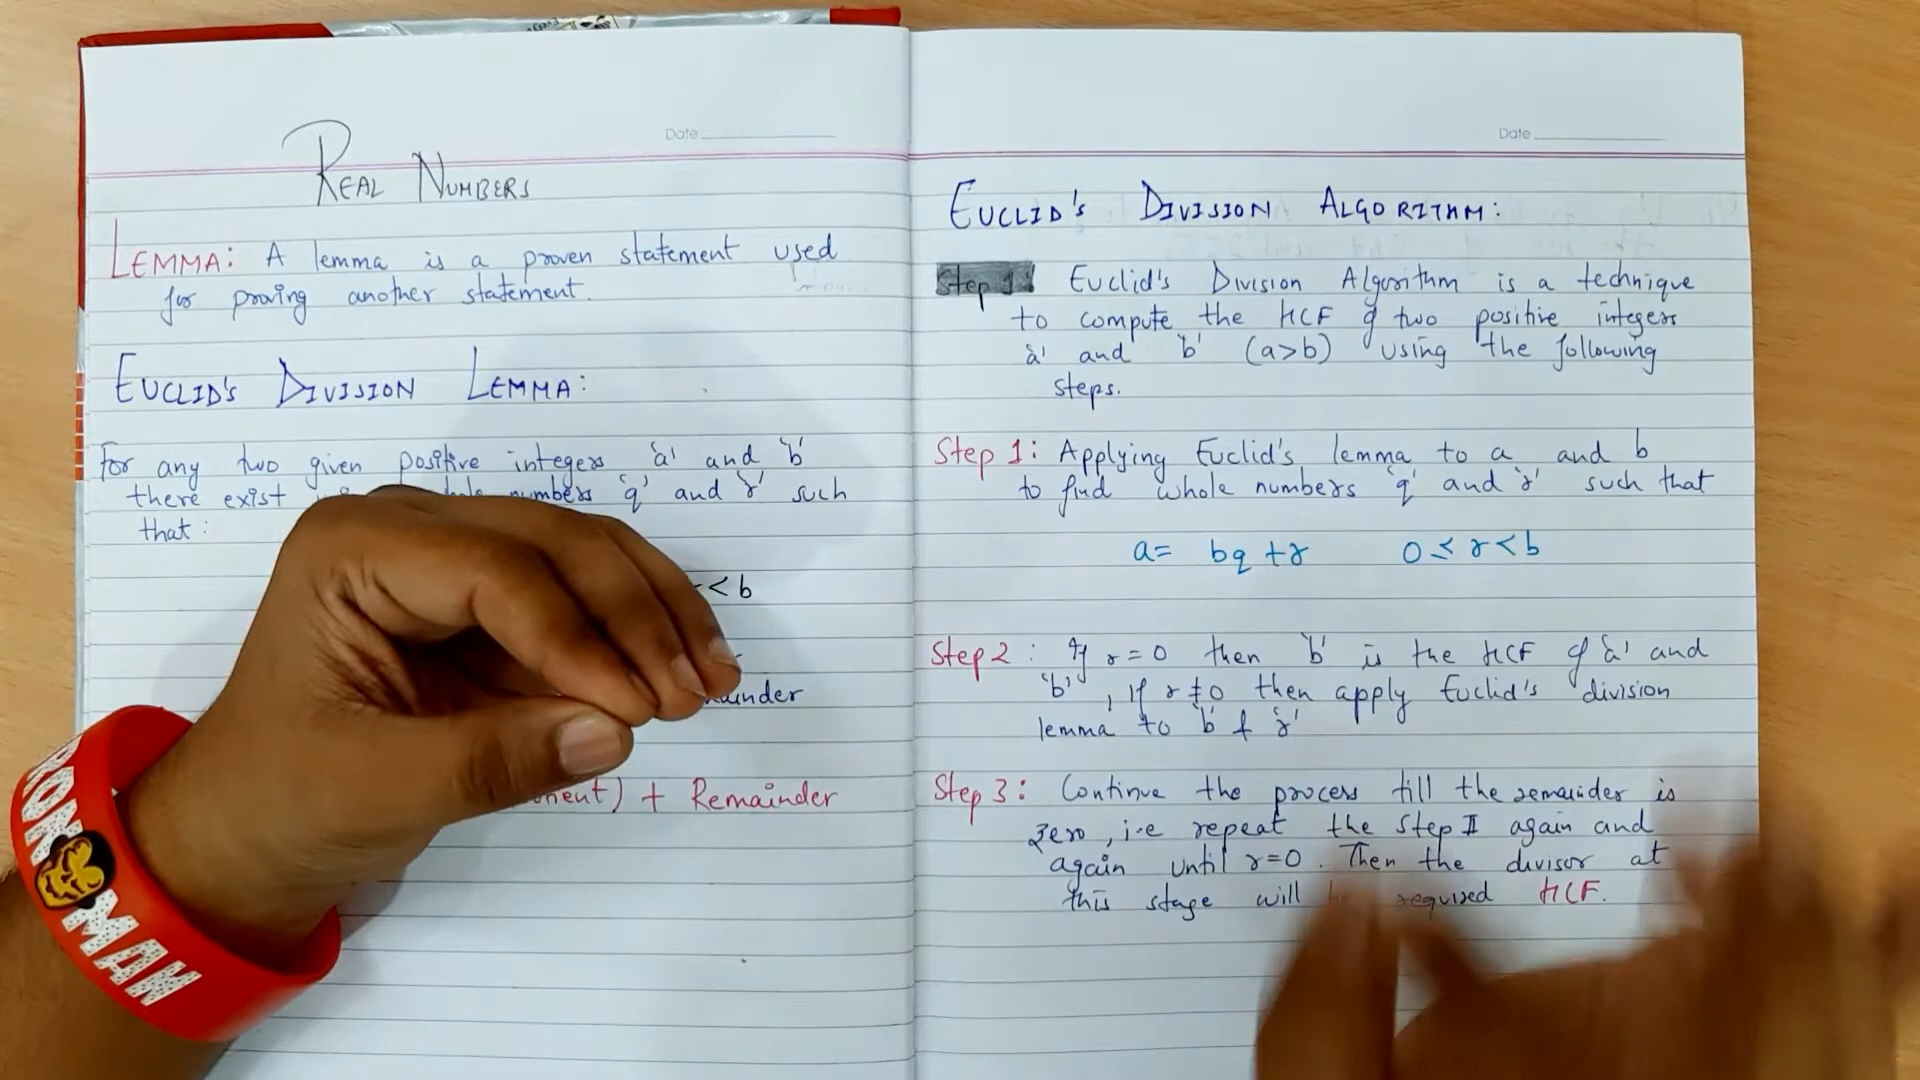 Date
REAL NUMBERS
LEMMA: A lemma is a proven statement used
for proving another statement.
EUCLID's DIVISION LEMMA:
For any two given positive integers 'a' and 'b'
there exist numbers 'q' and 'r' such
that:
< b
+ Remainder
Date
EUCLID's DIVISION ALGORITHM:
Step 1: Euclid's Division Algorithm is a technique
to compute the HCF of two positive integers
'a' and 'b' (a>b) using the following
steps.
Step 1: Applying Euclid's lemma to a and b
to find whole numbers 'q' and 'r' such that
a= bq +r 0 ≤ r < b
Step 2: If r = 0 then 'b' is the HCF of 'a' and
'b', If r ≠ 0 then apply Euclid's division
lemma to 'b' & 'r'
Step 3: Continue the process till the remainder is
zero, i.e repeat the Step II again and
again until r=0. Then the divisor at
this stage will required HCF.
KON
MAN